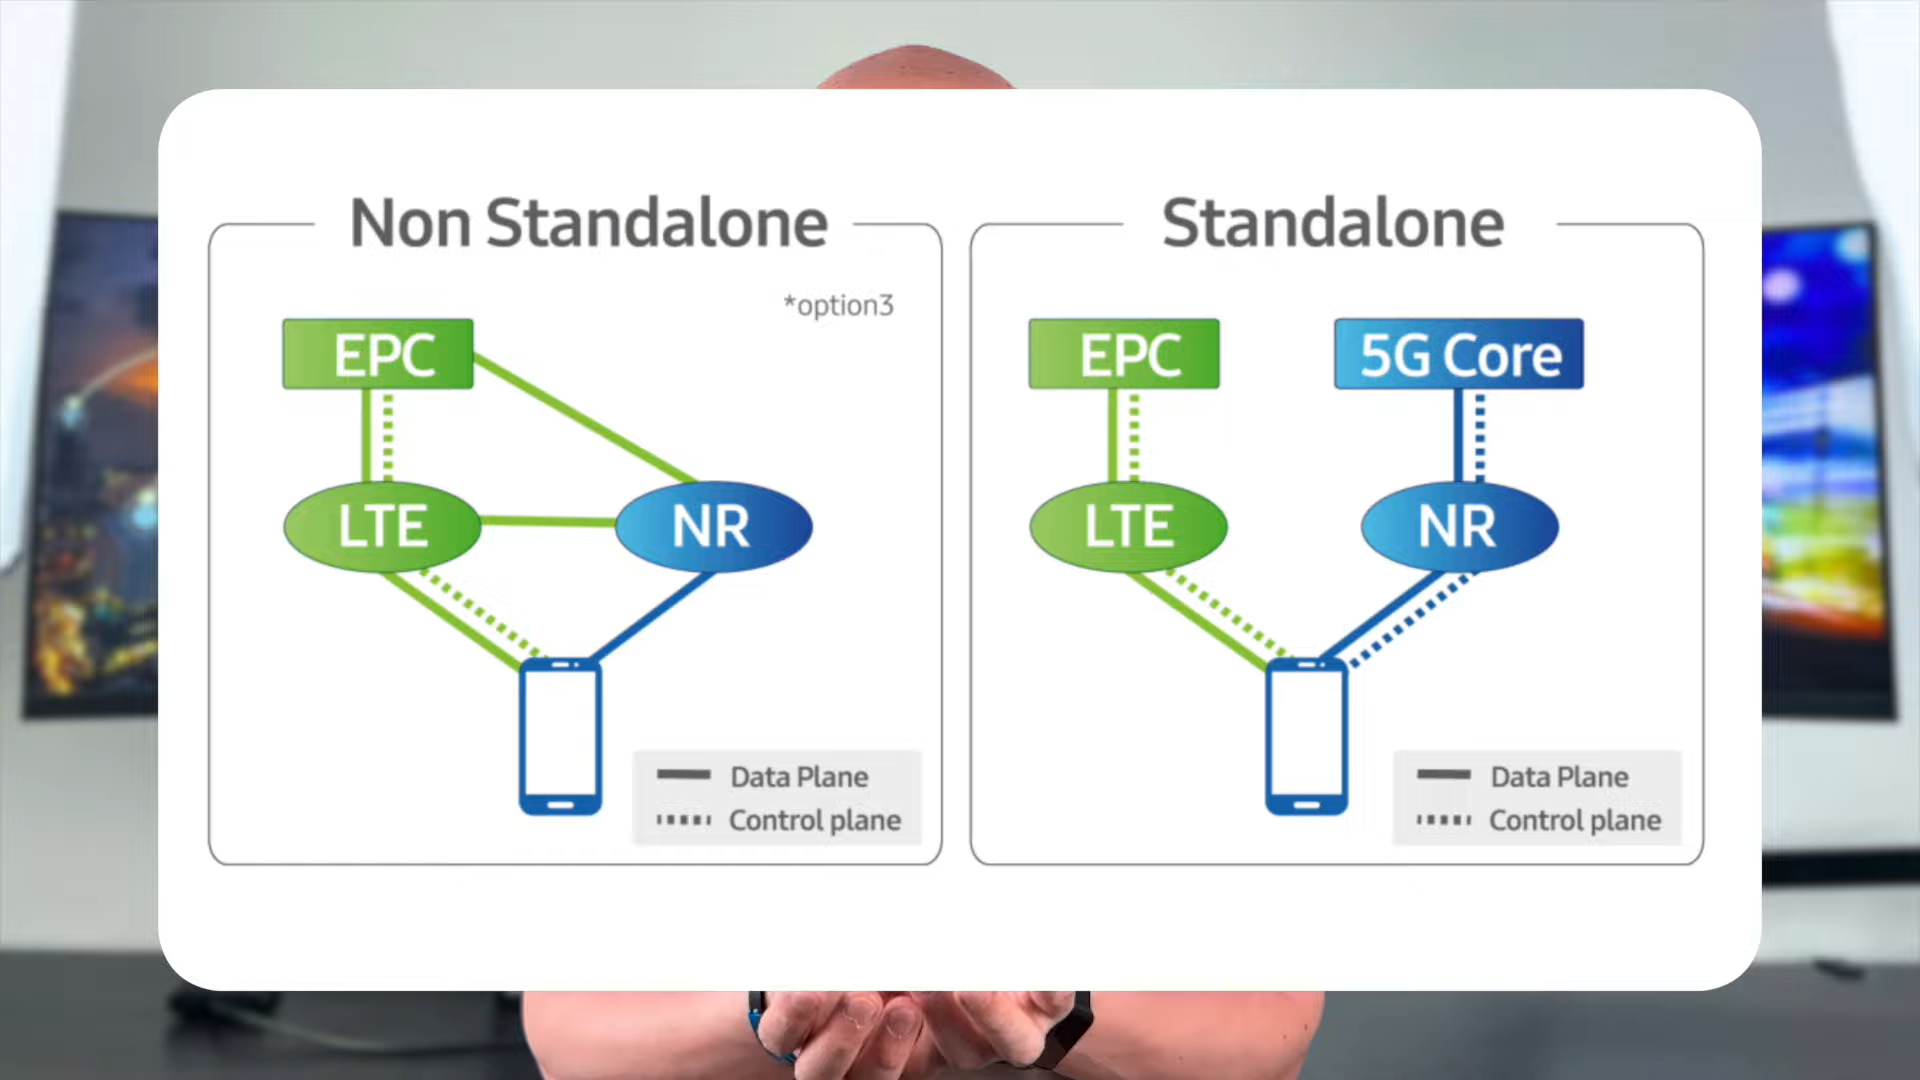 Non Standalone
*option3
EPC
LTE
NR
Data Plane
Control plane
Standalone
EPC
5G Core
LTE
NR
Data Plane
Control plane